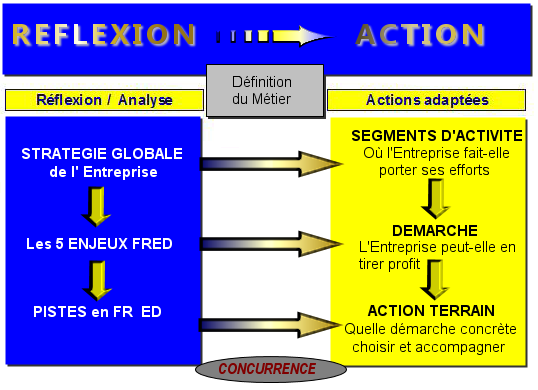 REFLEXION
ACTION
Définition
du Métier
Réflexion / Analyse
Actions adaptées
STRATEGIE GLOBALE
de l' Entreprise
Les 5 ENJEUX FRED
PISTES en FR  ED
SEGMENTS D'ACTIVITE
Où l'Entreprise fait-elle
porter ses efforts
DEMARCHE
L'Entreprise peut-elle en
tirer profit
ACTION TERRAIN
Quelle démarche concrète
choisir et accompagner
CONCURRENCE